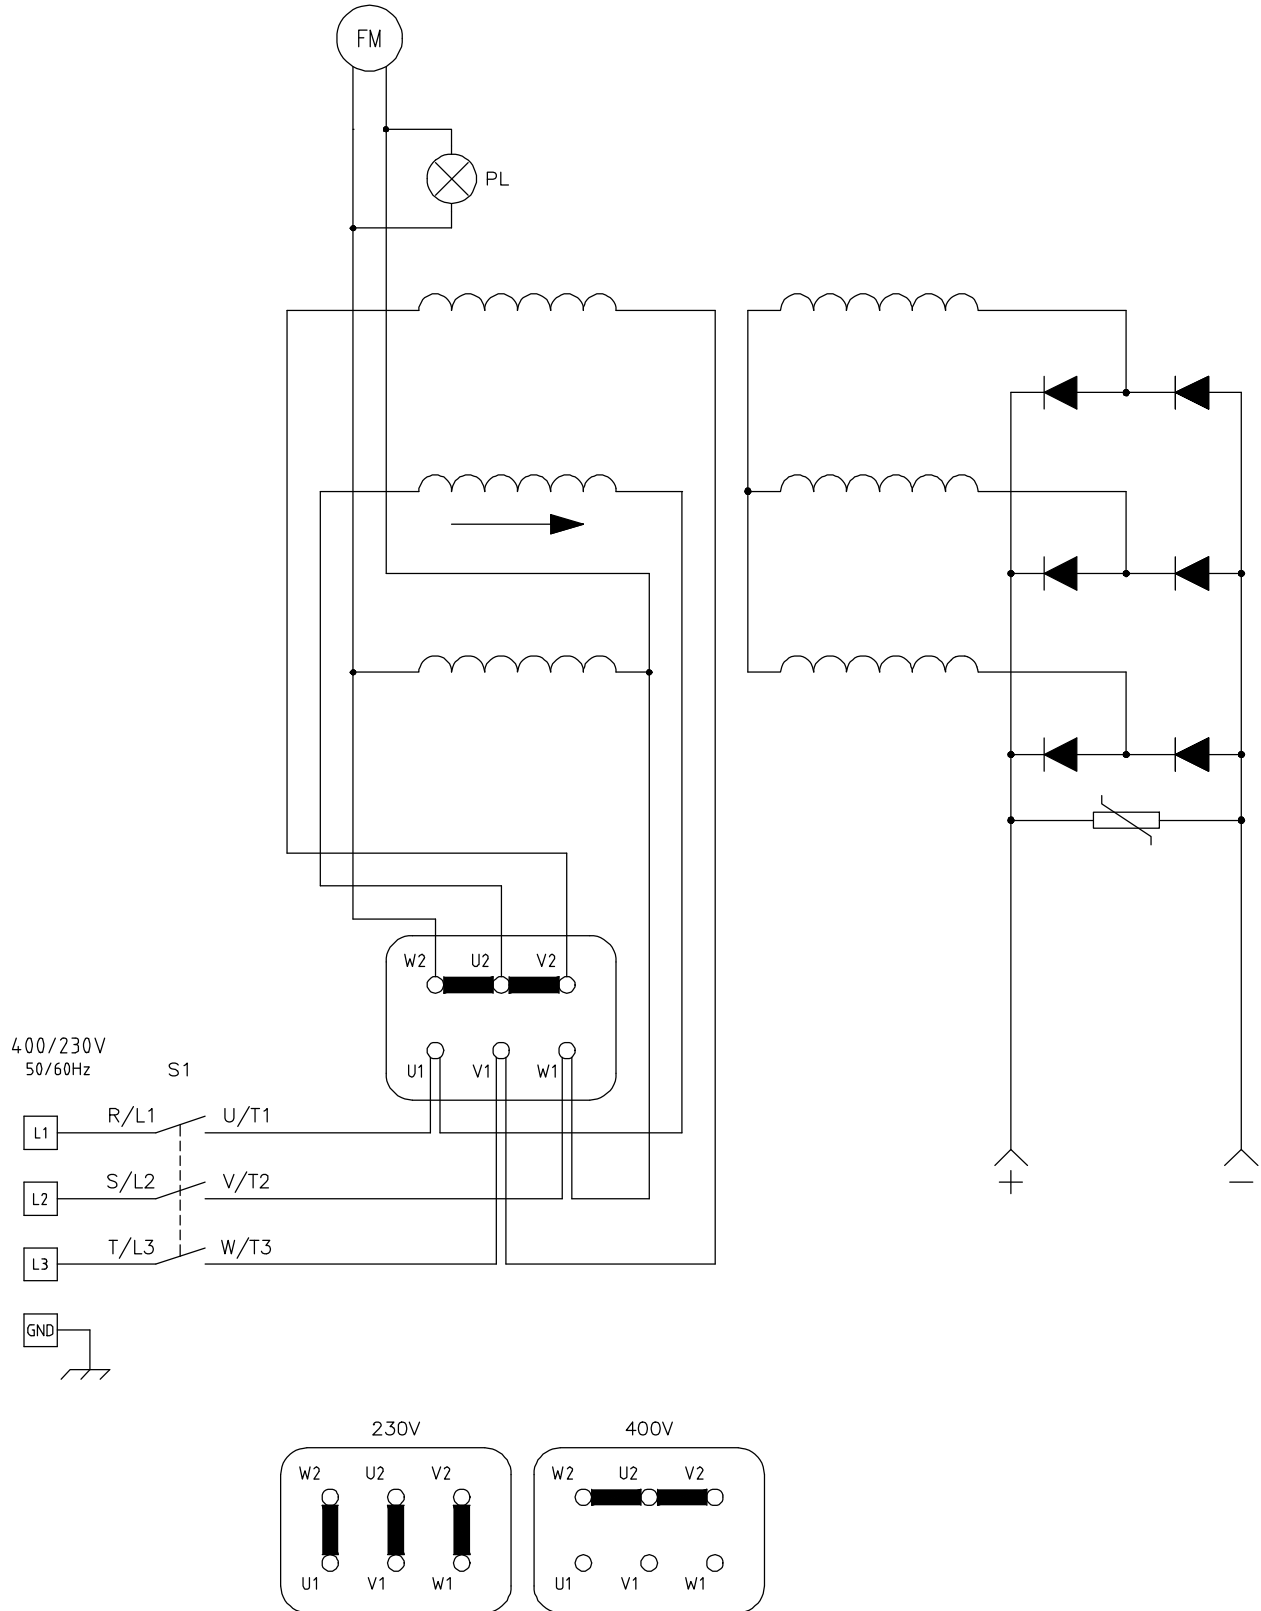 FM
PL
W2 U2 V2
400/230V
50/60Hz
S1
U1 V1 W1
L1 R/L1 U/T1
L2 S/L2 V/T2
L3 T/L3 W/T3
+ −
GND
230V 400V
W2 U2 V2 W2 U2 V2
U1 V1 W1 U1 V1 W1